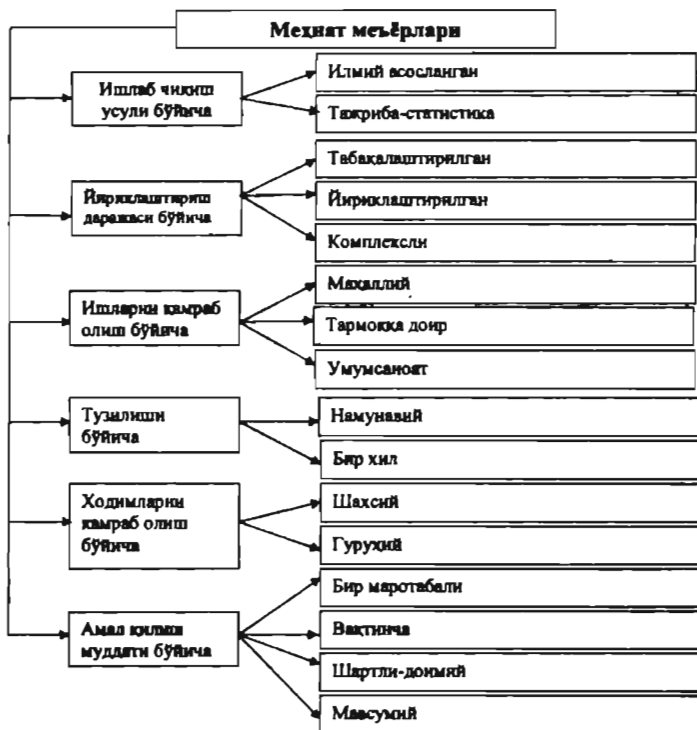 Меҳнат меъёрлари
Ишлаб чиқиш
усули бўйича
Илмий асосланган
Тажриба-статистика
Йириклаштириш
даражаси бўйича
Табақалаштирилган
Йириклаштирилган
Комплексли
Ишларни қамраб
олиш бўйича
Маҳаллий
Тармоққа доир
Умумсаноат
Тузилиши
бўйича
Намунавий
Бир хил
Ходимларни
қамраб олиш
бўйича
Шахсий
Гуруҳий
Амал қилиш
муддати бўйича
Бир маротабали
Вақтинча
Шартли-доимий
Мавсумий